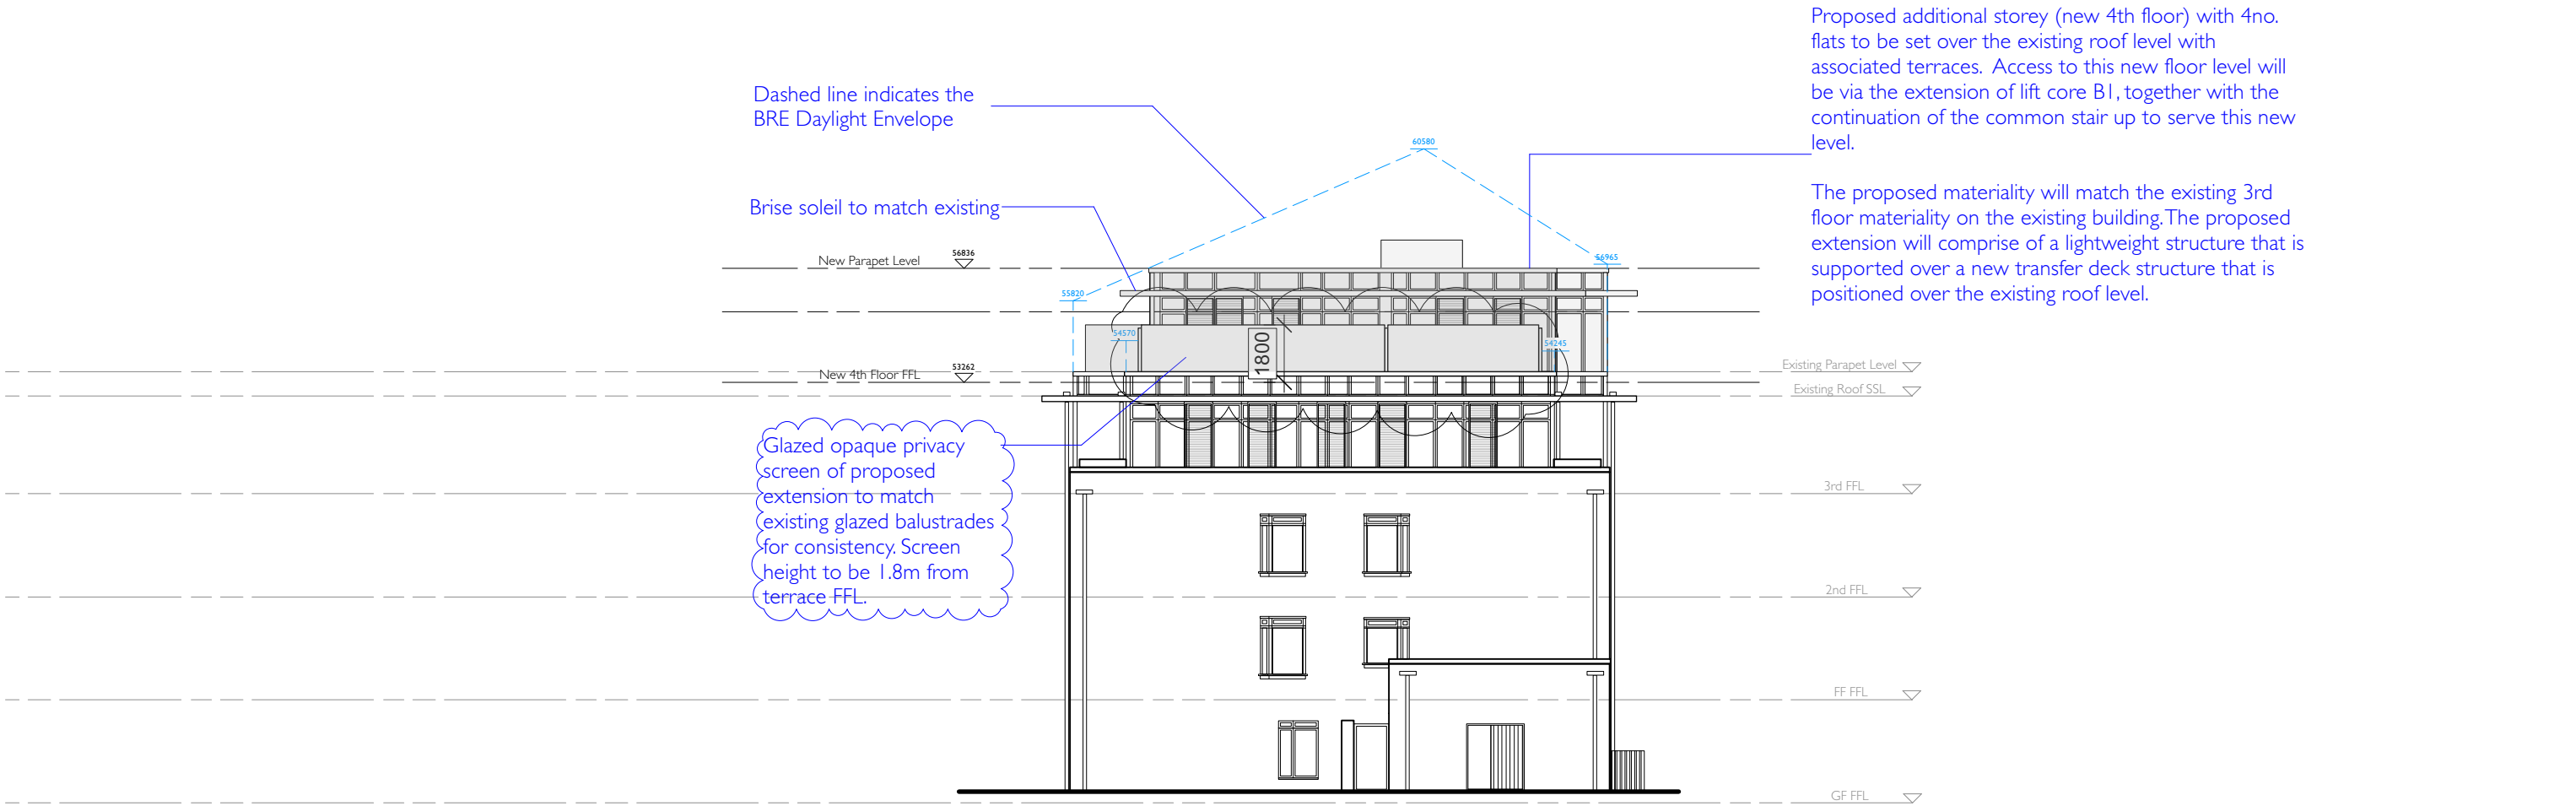 Proposed additional storey (new 4th floor) with 4no.
flats to be set over the existing roof level with
associated terraces. Access to this new floor level will
be via the extension of lift core B1, together with the
continuation of the common stair up to serve this new
level.
The proposed materiality will match the existing 3rd
floor materiality on the existing building. The proposed
extension will comprise of a lightweight structure that is
supported over a new transfer deck structure that is
positioned over the existing roof level.
Dashed line indicates the
BRE Daylight Envelope
60580
Brise soleil to match existing
New Parapet Level
56836
56965
55820
54570
1800
54245
Existing Parapet Level
New 4th Floor FFL
53262
Existing Roof SSL
Glazed opaque privacy
screen of proposed
extension to match
existing glazed balustrades
for consistency. Screen
height to be 1.8m from
terrace FFL.
3rd FFL
2nd FFL
FF FFL
GF FFL